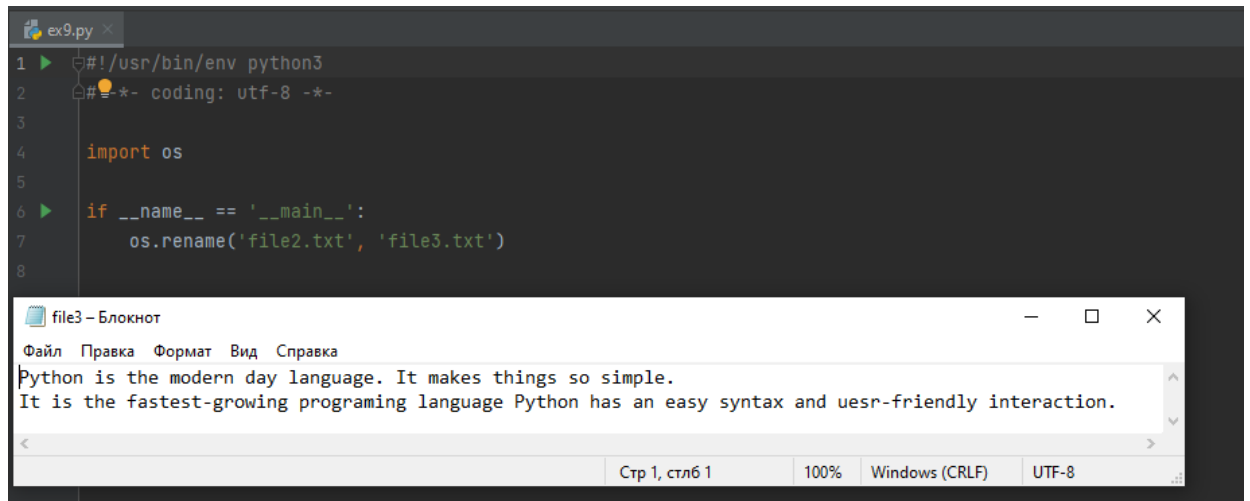 ex9.py
1 #!/usr/bin/env python3
2 # -*- coding: utf-8 -*-
3
4 import os
5
6 if __name__ == '__main__':
7 os.rename('file2.txt', 'file3.txt')
8
file3 – Блокнот
Файл Правка Формат Вид Справка
Python is the modern day language. It makes things so simple.
It is the fastest-growing programing language Python has an easy syntax and uesr-friendly interaction.
Стр 1, стлб 1 100% Windows (CRLF) UTF-8